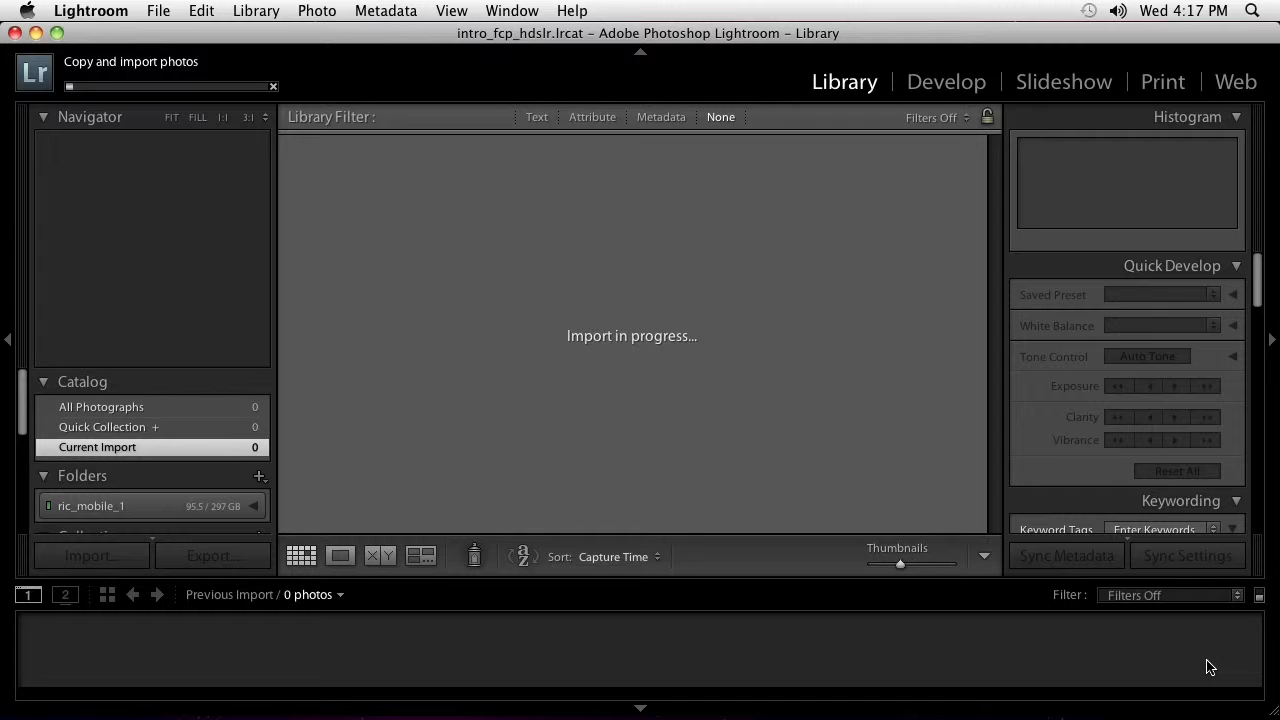 Lightroom File Edit Library Photo Metadata View Window Help Wed 4:17 PM
intro_fcp_hdslr.lrcat – Adobe Photoshop Lightroom – Library
Lr
Copy and import photos
Library Develop Slideshow Print Web
Navigator FIT FILL 1:1 3:1
Library Filter : Text Attribute Metadata None Filters Off
Histogram
Import in progress...
Quick Develop
Saved Preset
White Balance
Tone Control Auto Tone
Exposure
Clarity
Vibrance
Reset All
Catalog
All Photographs 0
Quick Collection + 0
Current Import 0
Folders
ric_mobile_1 95.5 / 297 GB
Keywording
Keyword Tags Enter Keywords
Import... Export...
XY
Sort: Capture Time
Thumbnails
Sync Metadata Sync Settings
1 2 Previous Import / 0 photos
Filter : Filters Off